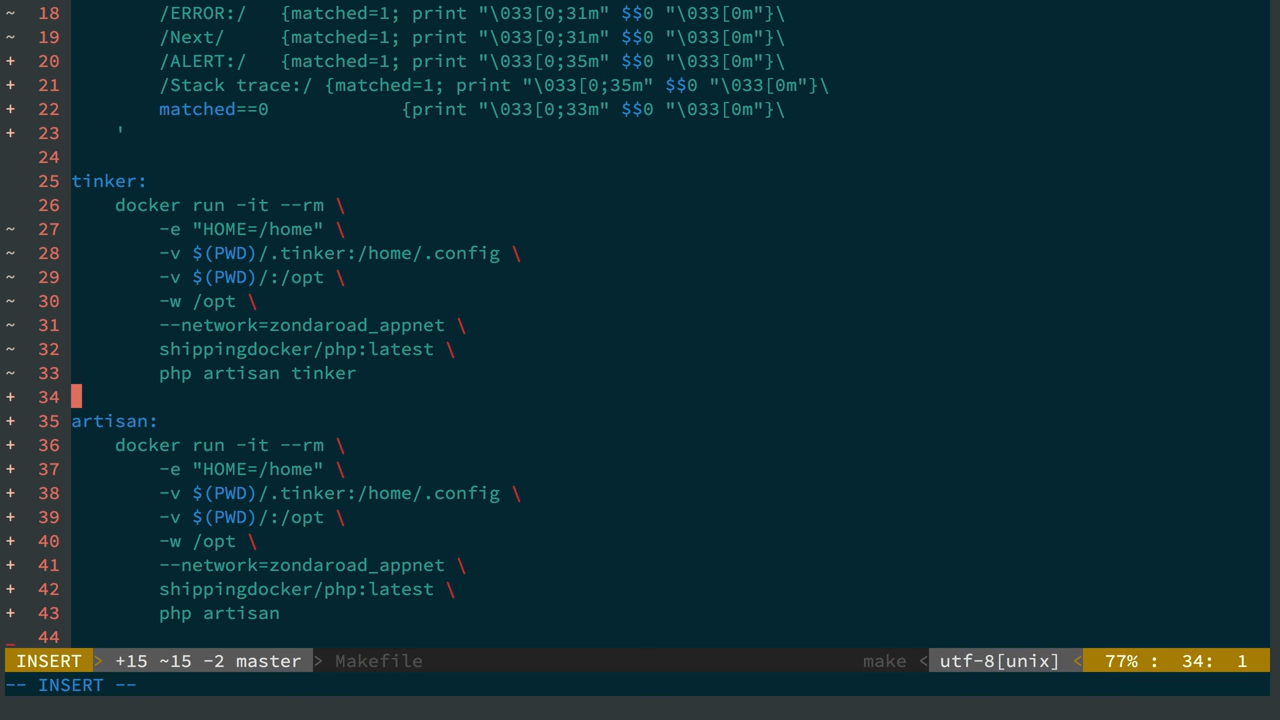 ~ 18 /ERROR:/ {matched=1; print "\033[0;31m" $$0 "\033[0m"}\
~ 19 /Next/ {matched=1; print "\033[0;31m" $$0 "\033[0m"}\
+ 20 /ALERT:/ {matched=1; print "\033[0;35m" $$0 "\033[0m"}\
+ 21 /Stack trace:/ {matched=1; print "\033[0;35m" $$0 "\033[0m"}\
+ 22 matched==0 {print "\033[0;33m" $$0 "\033[0m"}\
+ 23 '
24
25 tinker:
26 docker run -it --rm \
~ 27 -e "HOME=/home" \
~ 28 -v $(PWD)/.tinker:/home/.config \
~ 29 -v $(PWD)/:/opt \
~ 30 -w /opt \
~ 31 --network=zondaroad_appnet \
~ 32 shippingdocker/php:latest \
~ 33 php artisan tinker
+ 34
+ 35 artisan:
+ 36 docker run -it --rm \
+ 37 -e "HOME=/home" \
+ 38 -v $(PWD)/.tinker:/home/.config \
+ 39 -v $(PWD)/:/opt \
+ 40 -w /opt \
+ 41 --network=zondaroad_appnet \
+ 42 shippingdocker/php:latest \
+ 43 php artisan
_ 44
INSERT > +15 ~15 -2 master > Makefile make < utf-8[unix] < 77% : 34: 1
-- INSERT --